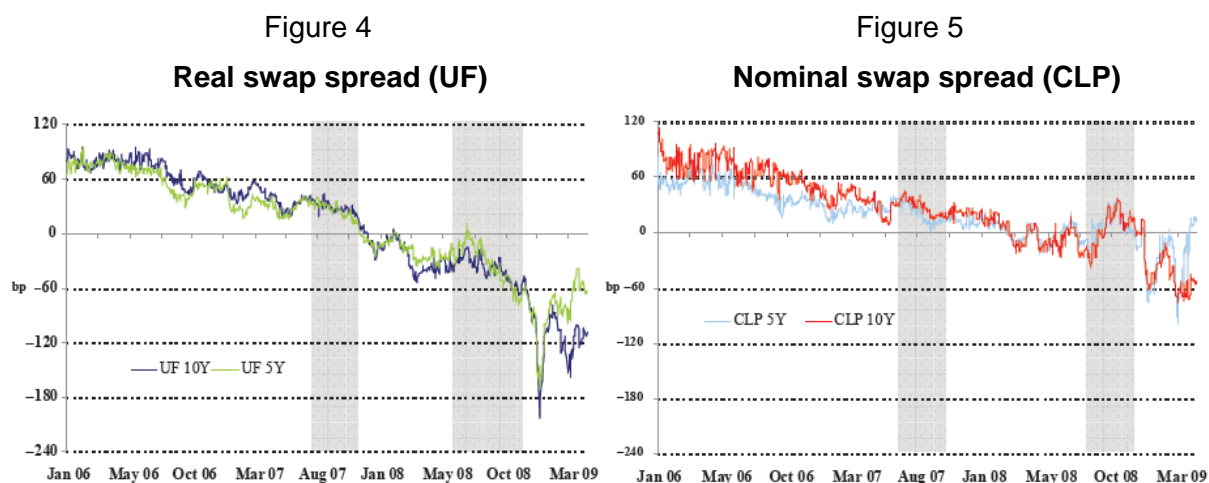 Figure 4
Real swap spread (UF)
120
60
0
bp −60
−120
−180
−240
UF 10Y UF 5Y
Jan 06 May 06 Oct 06 Mar 07 Aug 07 Jan 08 May 08 Oct 08 Mar 09
Figure 5
Nominal swap spread (CLP)
120
60
0
bp −60
−120
−180
−240
CLP 5Y CLP 10Y
Jan 06 May 06 Oct 06 Mar 07 Aug 07 Jan 08 May 08 Oct 08 Mar 09